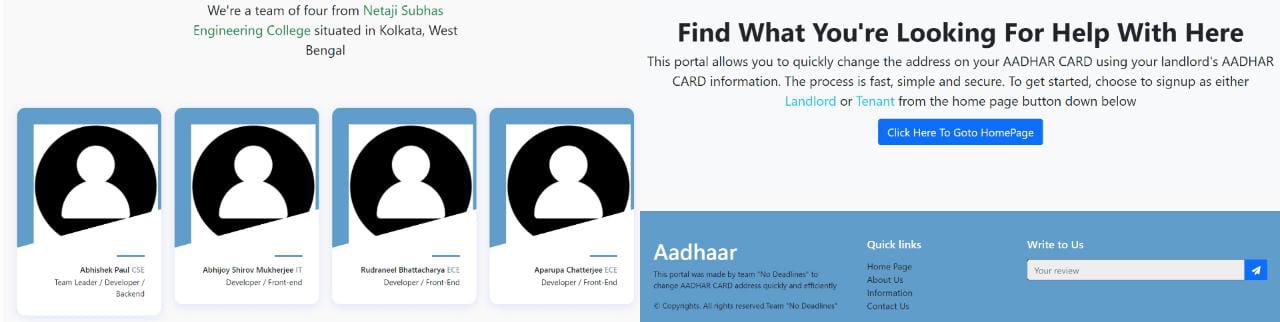 We're a team of four from Netaji Subhas
Engineering College situated in Kolkata, West
Bengal
Abhishek Paul CSE
Team Leader / Developer /
Backend
Abhijoy Shirov Mukherjee IT
Developer / Front-end
Rudraneel Bhattacharya ECE
Developer / Front-End
Aparupa Chatterjee ECE
Developer / Front-End
Find What You're Looking For Help With Here
This portal allows you to quickly change the address on your AADHAR CARD using your landlord's AADHAR
CARD information. The process is fast, simple and secure. To get started, choose to signup as either
Landlord or Tenant from the home page button down below
Click Here To Goto HomePage
Aadhaar
This portal was made by team "No Deadlines" to
change AADHAR CARD address quickly and efficiently
© Copyrights. All rights reserved.Team "No Deadlines"
Quick links
Home Page
About Us
Information
Contact Us
Write to Us
Your review